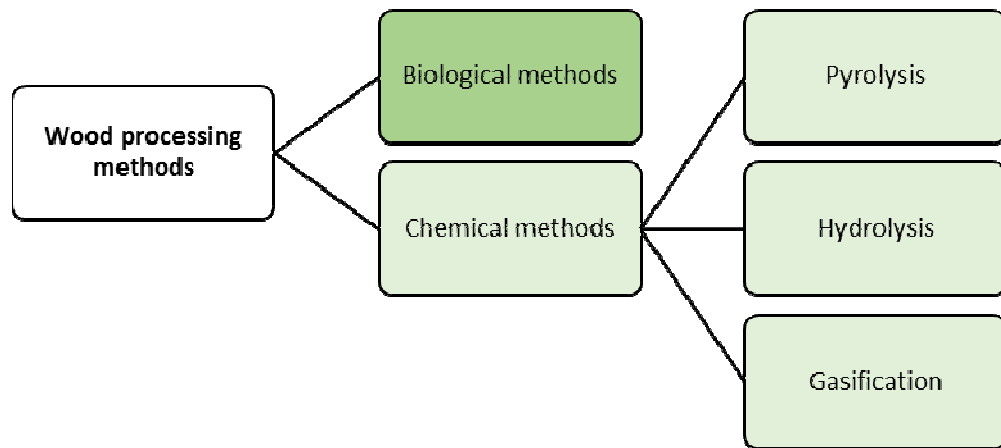 Wood processing
methods
Biological methods
Chemical methods
Pyrolysis
Hydrolysis
Gasification